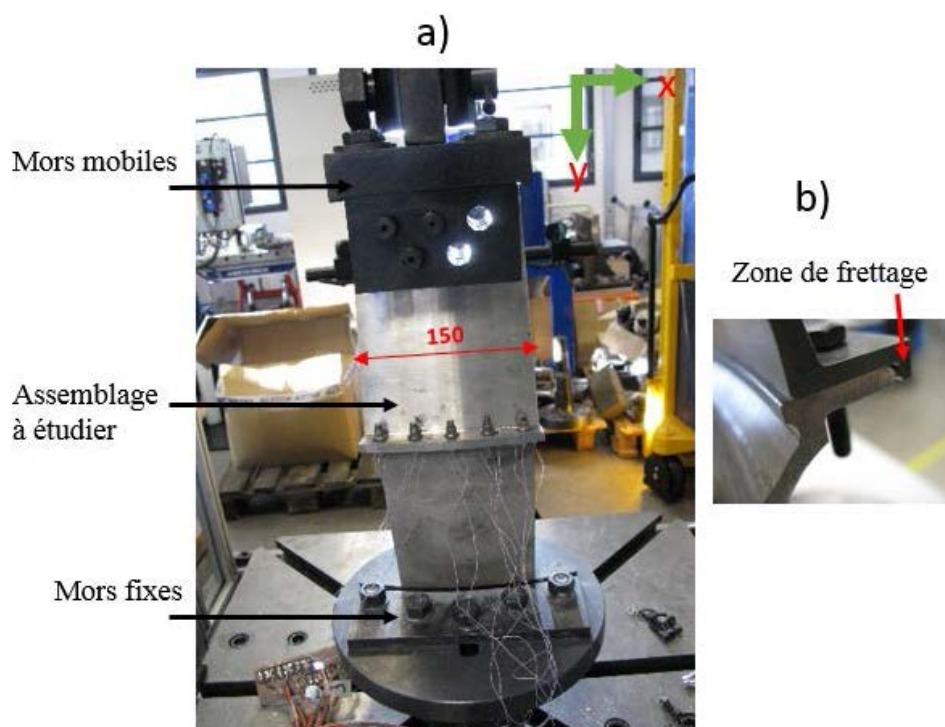 a)
x
y
Mors mobiles
b)
Zone de frettage
150
Assemblage
à étudier
Mors fixes